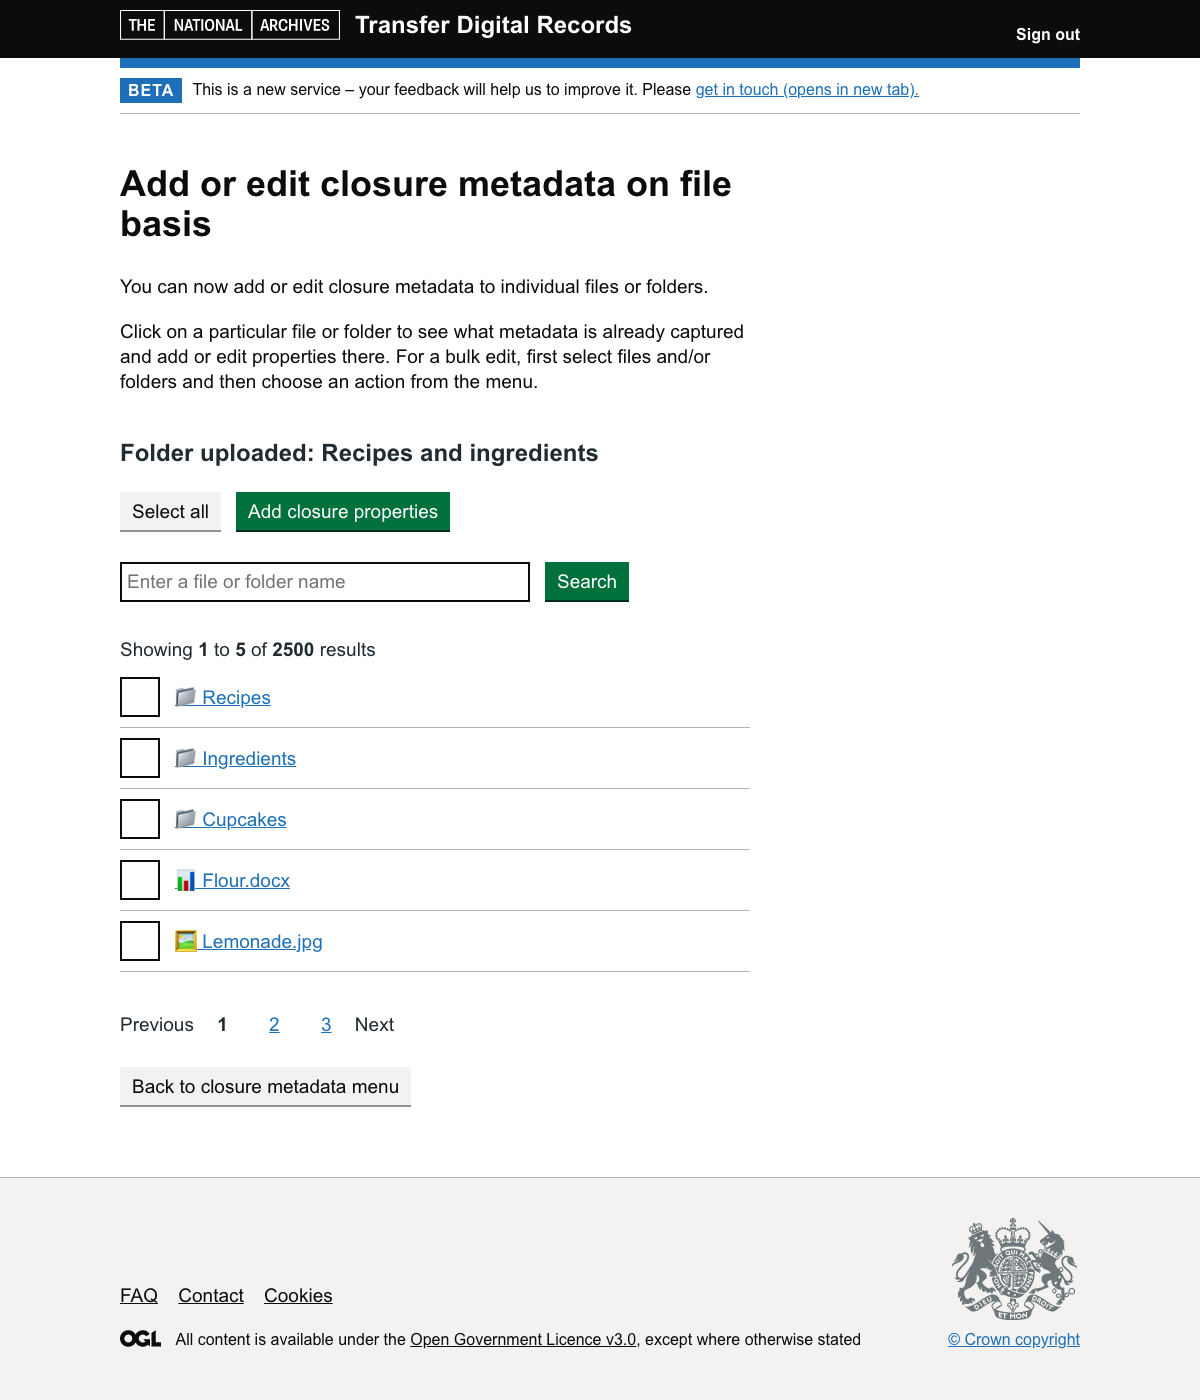 THE NATIONAL ARCHIVES Transfer Digital Records
Sign out
BETA This is a new service – your feedback will help us to improve it. Please get in touch (opens in new tab).
Add or edit closure metadata on file
basis
You can now add or edit closure metadata to individual files or folders.
Click on a particular file or folder to see what metadata is already captured
and add or edit properties there. For a bulk edit, first select files and/or
folders and then choose an action from the menu.
Folder uploaded: Recipes and ingredients
Select all Add closure properties
Enter a file or folder name Search
Showing 1 to 5 of 2500 results
Recipes
Ingredients
Cupcakes
Flour.docx
Lemonade.jpg
Previous 1 2 3 Next
Back to closure metadata menu
FAQ Contact Cookies
DIEU ET MON DROIT
OGL All content is available under the Open Government Licence v3.0, except where otherwise stated
© Crown copyright